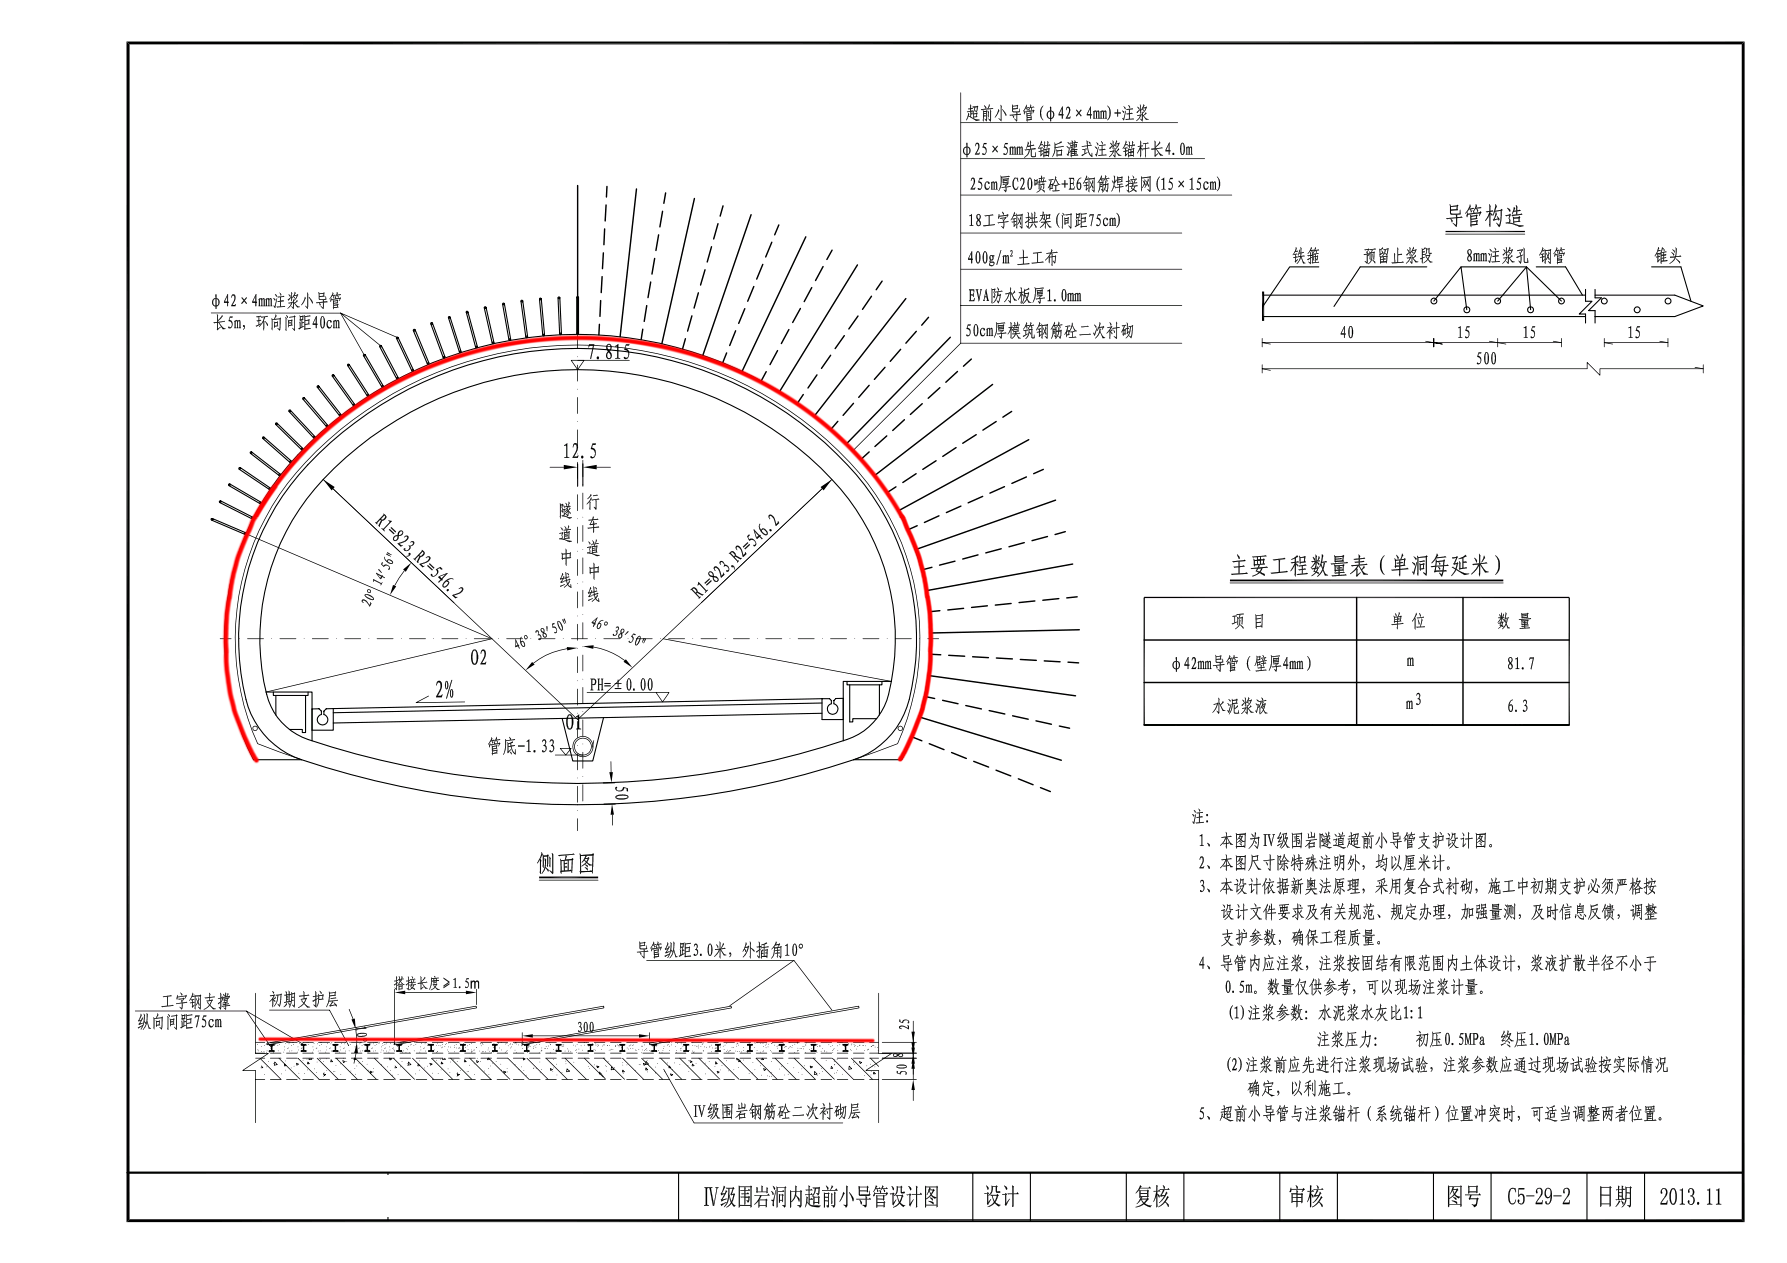 超前小导管(φ42×4mm)+注浆
φ25×5mm先锚后灌式注浆锚杆长4.0m
25cm厚C20喷砼+E6钢筋焊接网(15×15cm)
18工字钢拱架(间距75cm)
400g/m²土工布
EVA防水板厚1.0mm
50cm厚模筑钢筋砼二次衬砌
φ42×4mm注浆小导管
长5m，环向间距40cm
7.815
12.5
隧道中线
行车道中线
R1=823,R2=546.2
R1=823,R2=546.2
20° 14′56″
46° 38′50″
46° 38′50″
O2
2%
PH=±0.00
O1
管底-1.33
50
侧面图
导管构造
铁箍
预留止浆段
8mm注浆孔
钢管
锥头
40
15
15
15
500
主要工程数量表（单洞每延米）
项 目 单 位 数 量
φ42mm导管（壁厚4mm） m 81.7
水泥浆液 m³ 6.3
导管纵距3.0米，外插角10°
搭接长度≥1.5m
工字钢支撑
纵向间距75cm
初期支护层
300
25
8
50
Ⅳ级围岩钢筋砼二次衬砌层
注：
1、本图为Ⅳ级围岩隧道超前小导管支护设计图。
2、本图尺寸除特殊注明外，均以厘米计。
3、本设计依据新奥法原理，采用复合式衬砌，施工中初期支护必须严格按
设计文件要求及有关规范、规定办理，加强量测，及时信息反馈，调整
支护参数，确保工程质量。
4、导管内应注浆，注浆按固结有限范围内土体设计，浆液扩散半径不小于
0.5m。数量仅供参考，可以现场注浆计量。
(1)注浆参数：水泥浆水灰比1:1
注浆压力： 初压0.5MPa 终压1.0MPa
(2)注浆前应先进行注浆现场试验，注浆参数应通过现场试验按实际情况
确定，以利施工。
5、超前小导管与注浆锚杆（系统锚杆）位置冲突时，可适当调整两者位置。
Ⅳ级围岩洞内超前小导管设计图 设计 复核 审核 图号 C5-29-2 日期 2013.11